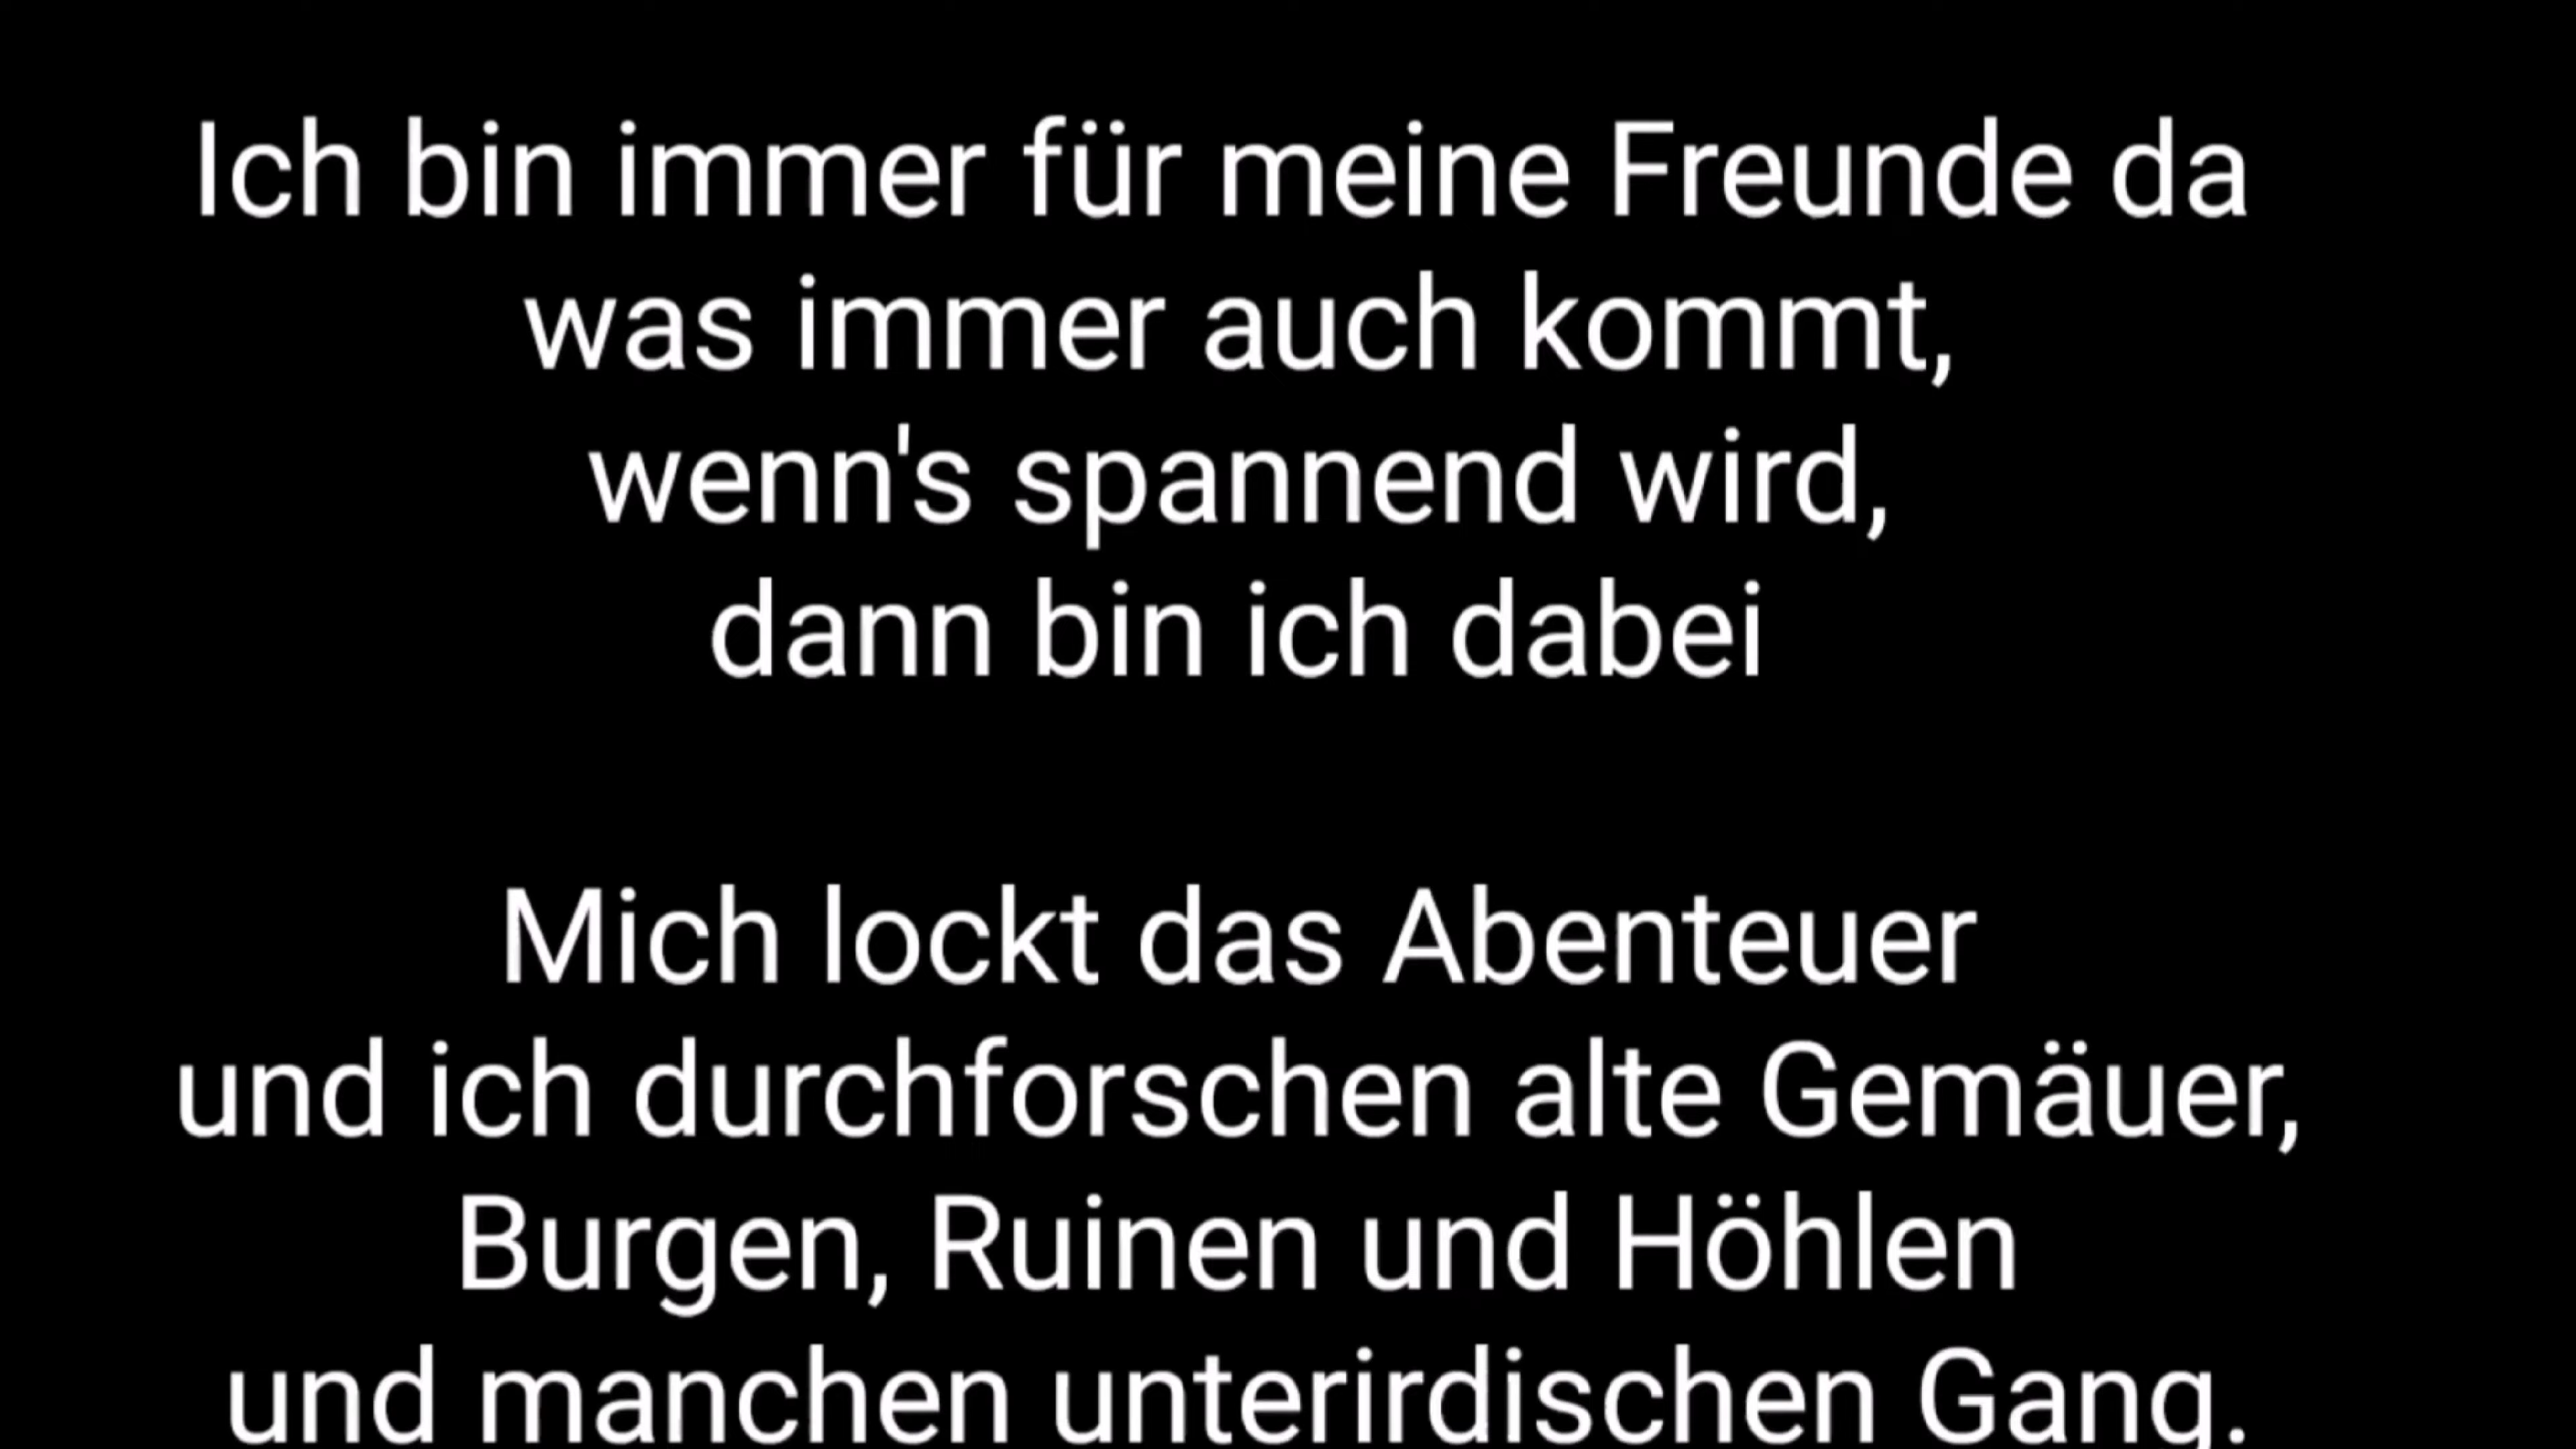 Ich bin immer für meine Freunde da
was immer auch kommt,
wenn's spannend wird,
dann bin ich dabei
Mich lockt das Abenteuer
und ich durchforschen alte Gemäuer,
Burgen, Ruinen und Höhlen
und manchen unterirdischen Gang.